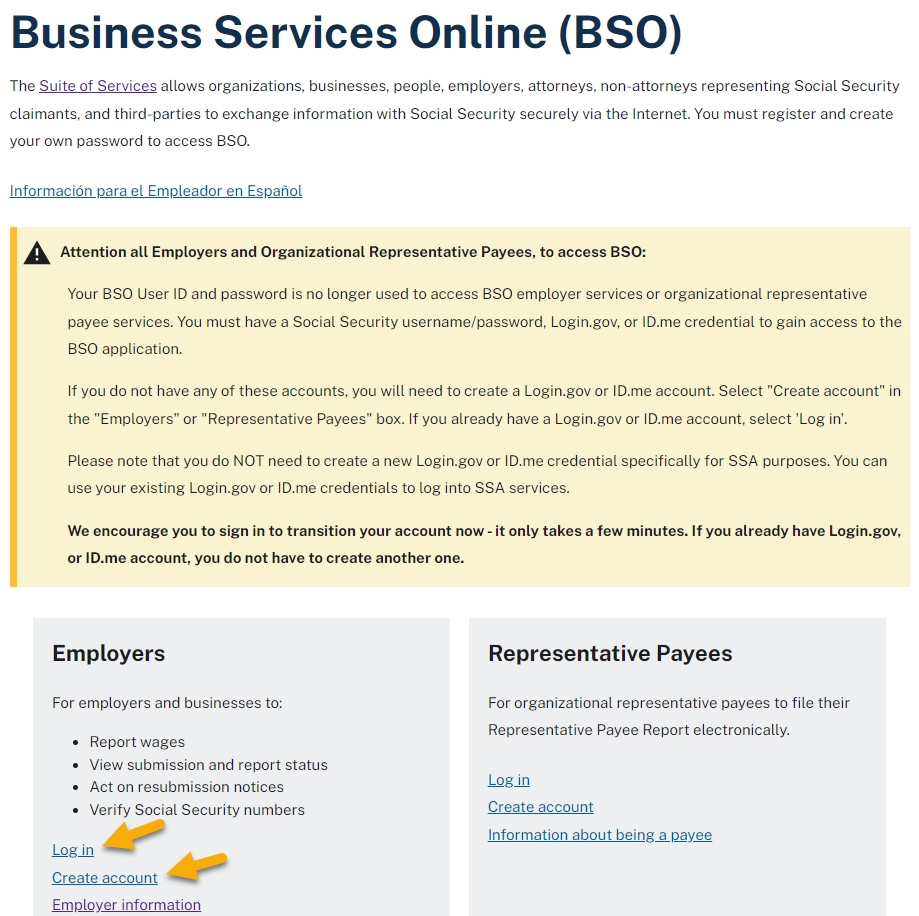 Business Services Online (BSO)
The Suite of Services allows organizations, businesses, people, employers, attorneys, non-attorneys representing Social Security
claimants, and third-parties to exchange information with Social Security securely via the Internet. You must register and create
your own password to access BSO.
Información para el Empleador en Español
Attention all Employers and Organizational Representative Payees, to access BSO:
Your BSO User ID and password is no longer used to access BSO employer services or organizational representative
payee services. You must have a Social Security username/password, Login.gov, or ID.me credential to gain access to the
BSO application.
If you do not have any of these accounts, you will need to create a Login.gov or ID.me account. Select "Create account" in
the "Employers" or "Representative Payees" box. If you already have a Login.gov or ID.me account, select 'Log in'.
Please note that you do NOT need to create a new Login.gov or ID.me credential specifically for SSA purposes. You can
use your existing Login.gov or ID.me credentials to log into SSA services.
We encourage you to sign in to transition your account now - it only takes a few minutes. If you already have Login.gov,
or ID.me account, you do not have to create another one.
Employers
For employers and businesses to:
• Report wages
• View submission and report status
• Act on resubmission notices
• Verify Social Security numbers
Log in
Create account
Employer information
Representative Payees
For organizational representative payees to file their
Representative Payee Report electronically.
Log in
Create account
Information about being a payee